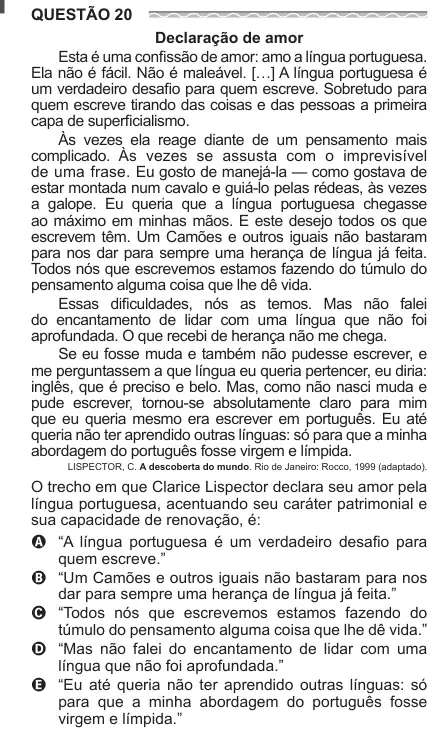 QUESTÃO 20
Declaração de amor
Esta é uma confissão de amor: amo a língua portuguesa.
Ela não é fácil. Não é maleável. […] A língua portuguesa é
um verdadeiro desafio para quem escreve. Sobretudo para
quem escreve tirando das coisas e das pessoas a primeira
capa de superficialismo.
Às vezes ela reage diante de um pensamento mais
complicado. Às vezes se assusta com o imprevisível
de uma frase. Eu gosto de manejá-la — como gostava de
estar montada num cavalo e guiá-lo pelas rédeas, às vezes
a galope. Eu queria que a língua portuguesa chegasse
ao máximo em minhas mãos. E este desejo todos os que
escrevem têm. Um Camões e outros iguais não bastaram
para nos dar para sempre uma herança de língua já feita.
Todos nós que escrevemos estamos fazendo do túmulo do
pensamento alguma coisa que lhe dê vida.
Essas dificuldades, nós as temos. Mas não falei
do encantamento de lidar com uma língua que não foi
aprofundada. O que recebi de herança não me chega.
Se eu fosse muda e também não pudesse escrever, e
me perguntassem a que língua eu queria pertencer, eu diria:
inglês, que é preciso e belo. Mas, como não nasci muda e
pude escrever, tornou-se absolutamente claro para mim
que eu queria mesmo era escrever em português. Eu até
queria não ter aprendido outras línguas: só para que a minha
abordagem do português fosse virgem e límpida.
LISPECTOR, C. A descoberta do mundo. Rio de Janeiro: Rocco, 1999 (adaptado).
O trecho em que Clarice Lispector declara seu amor pela
língua portuguesa, acentuando seu caráter patrimonial e
sua capacidade de renovação, é:
A “A língua portuguesa é um verdadeiro desafio para
quem escreve.”
B “Um Camões e outros iguais não bastaram para nos
dar para sempre uma herança de língua já feita.”
C “Todos nós que escrevemos estamos fazendo do
túmulo do pensamento alguma coisa que lhe dê vida.”
D “Mas não falei do encantamento de lidar com uma
língua que não foi aprofundada.”
E “Eu até queria não ter aprendido outras línguas: só
para que a minha abordagem do português fosse
virgem e límpida.”